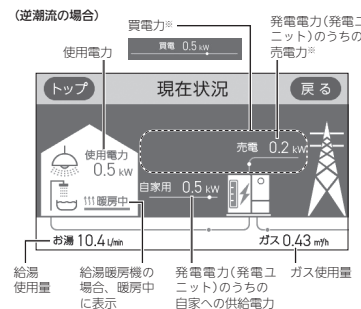 (逆潮流の場合)
買電力※
発電電力(発電ユ
ニット)のうちの
売電力※
使用電力
買電 0.5 kW
トップ
現在状況
戻る
売電 0.2 kW
使用電力
0.5 kW
自家用 0.5 kW
暖房中
お湯 10.4 L/min
ガス 0.43 m³/h
給湯
使用量
給湯暖房機の
場合、暖房中
に表示
発電電力(発電ユ
ニット)のうちの
自家への供給電力
ガス使用量